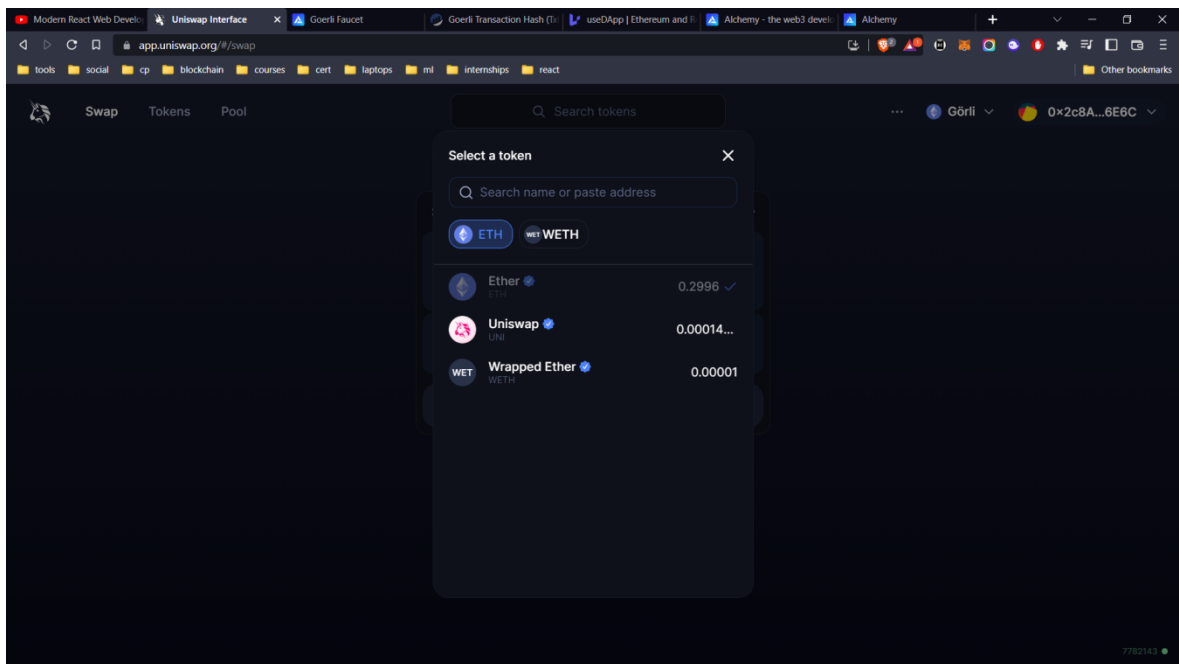 Modern React Web Develo
Uniswap Interface
Goerli Faucet
Goerli Transaction Hash (Tx
useDApp | Ethereum and R
Alchemy - the web3 develo
Alchemy
app.uniswap.org/#/swap
tools social cp blockchain courses cert laptops ml internships react Other bookmarks
Swap Tokens Pool Search tokens ... Görli 0×2c8A...6E6C
Select a token
Search name or paste address
ETH WET WETH
Ether 0.2996
ETH
Uniswap 0.00014...
UNI
WET Wrapped Ether 0.00001
WETH
7782143